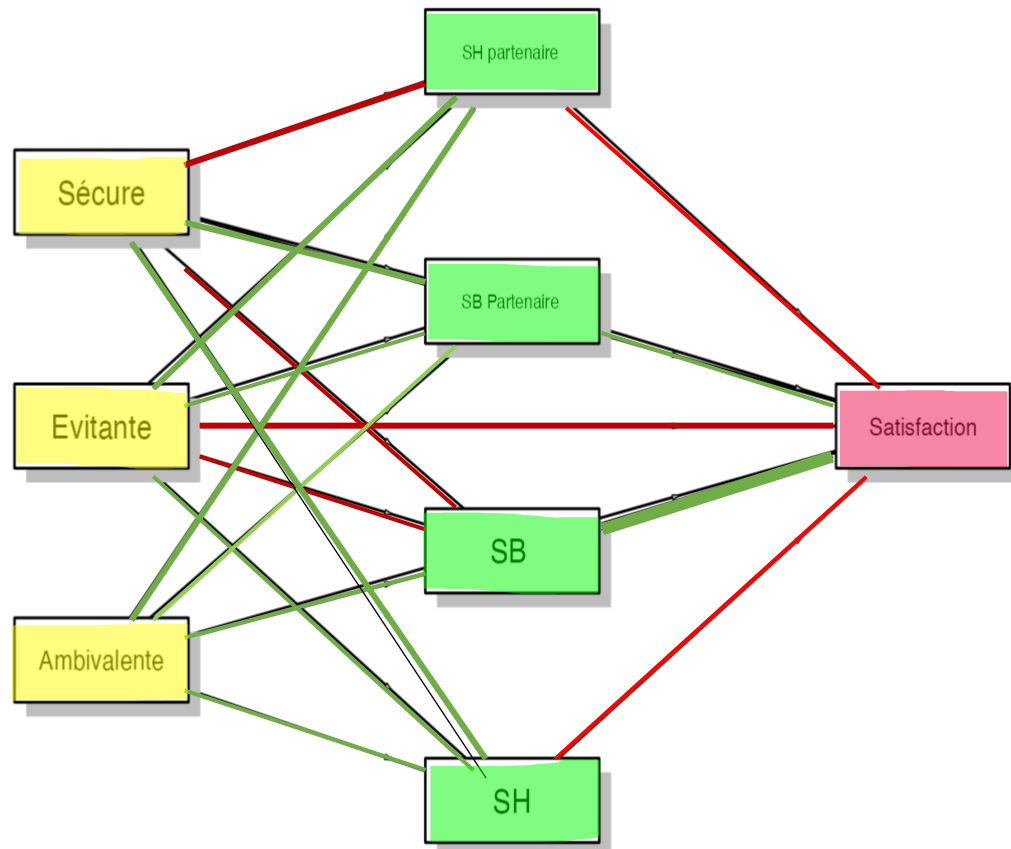 SH partenaire
Sécure
SB Partenaire
Evitante
Satisfaction
SB
Ambivalente
SH